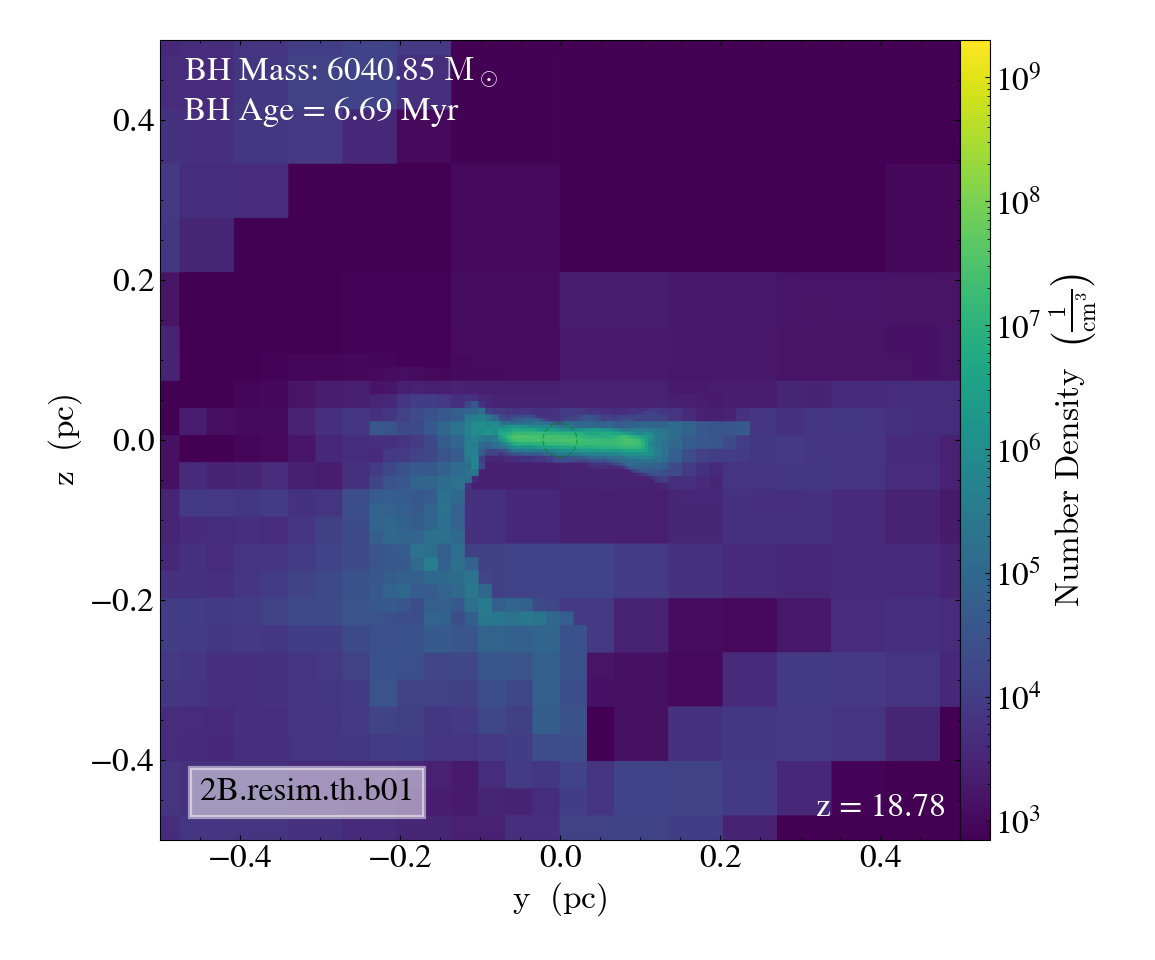 BH Mass: 6040.85 M⊙
BH Age = 6.69 Myr
2B.resim.th.b01
z = 18.78
0.4
0.2
0.0
−0.2
−0.4
z (pc)
−0.4
−0.2
0.0
0.2
0.4
y (pc)
10⁹
10⁸
10⁷
10⁶
10⁵
10⁴
10³
Number Density (1/cm³)